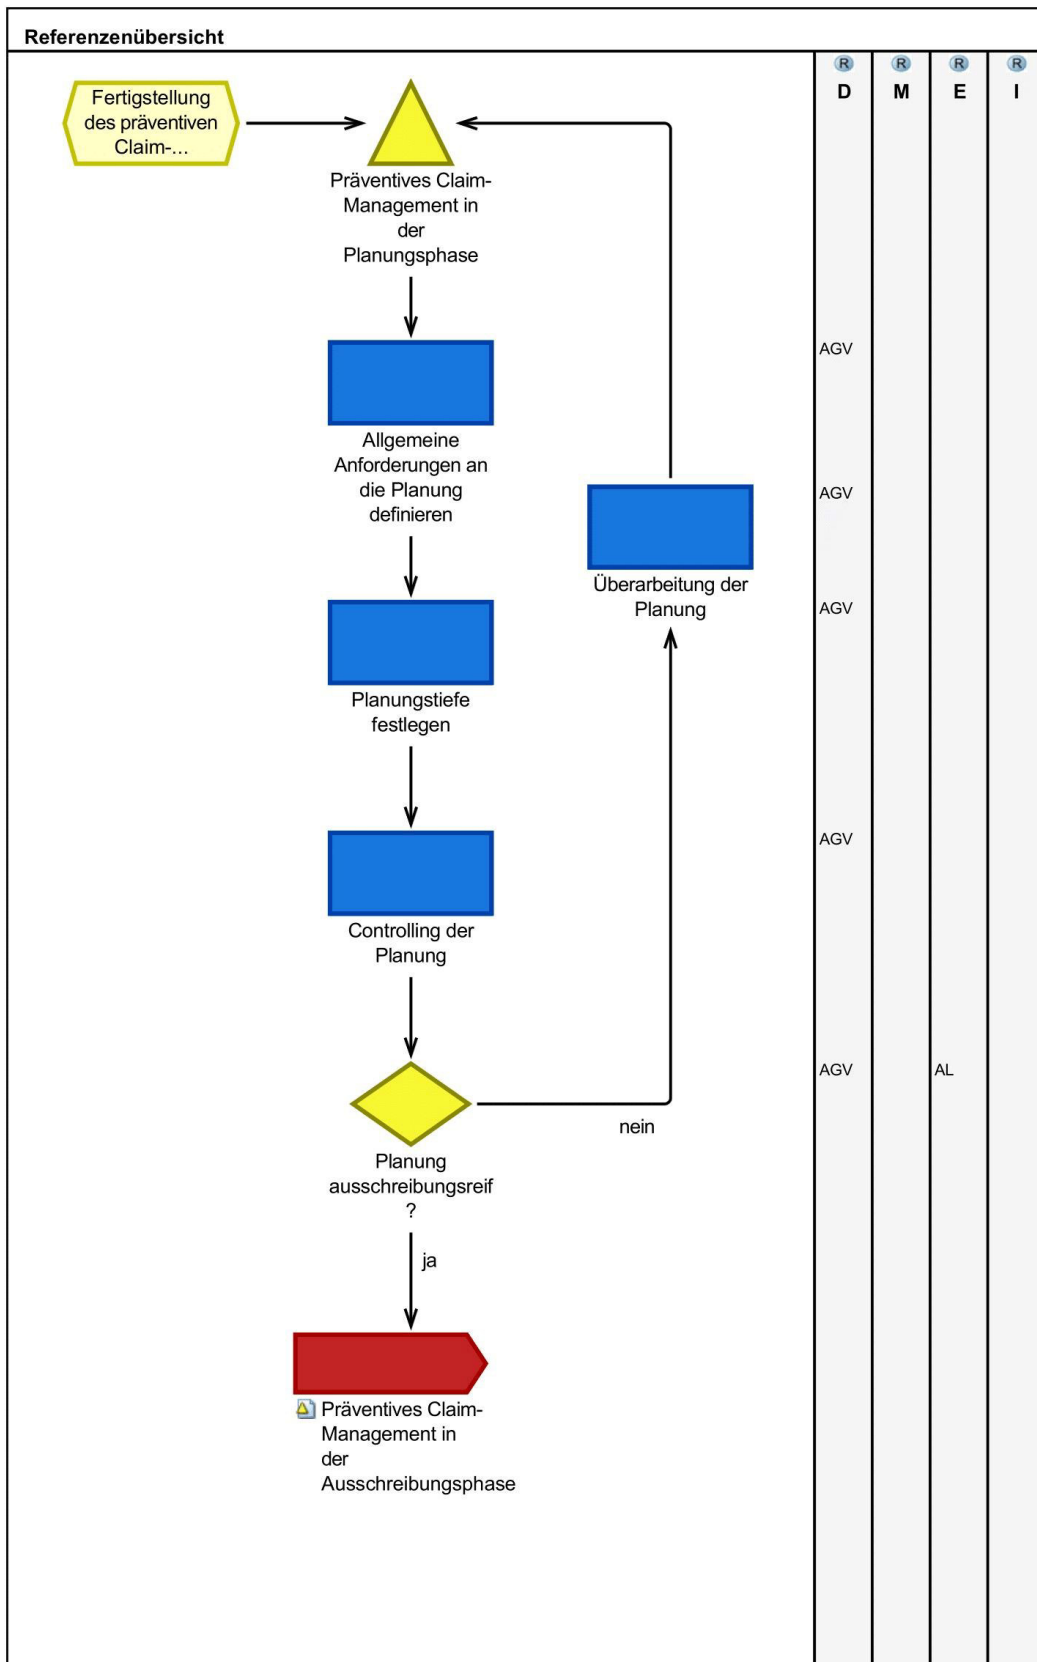 Referenzenübersicht
R
R
R
R
D
M
E
I
Fertigstellung
des präventiven
Claim-...
Präventives Claim-
Management in
der
Planungsphase
AGV
Allgemeine
Anforderungen an
die Planung
definieren
AGV
Überarbeitung der
Planung
AGV
Planungstiefe
festlegen
AGV
Controlling der
Planung
AGV
AL
nein
Planung
ausschreibungsreif
?
ja
Präventives Claim-
Management in
der
Ausschreibungsphase